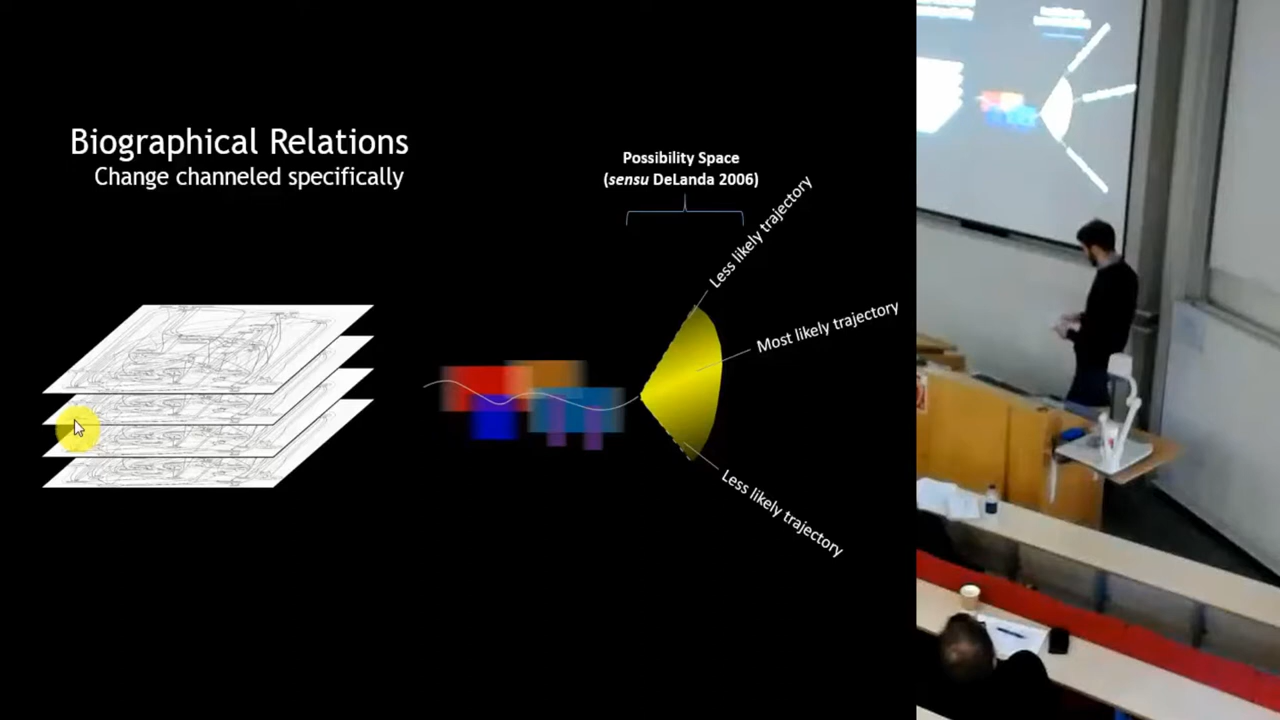 Biographical Relations
Change channeled specifically
Possibility Space
(sensu DeLanda 2006)
Less likely trajectory
Most likely trajectory
Less likely trajectory